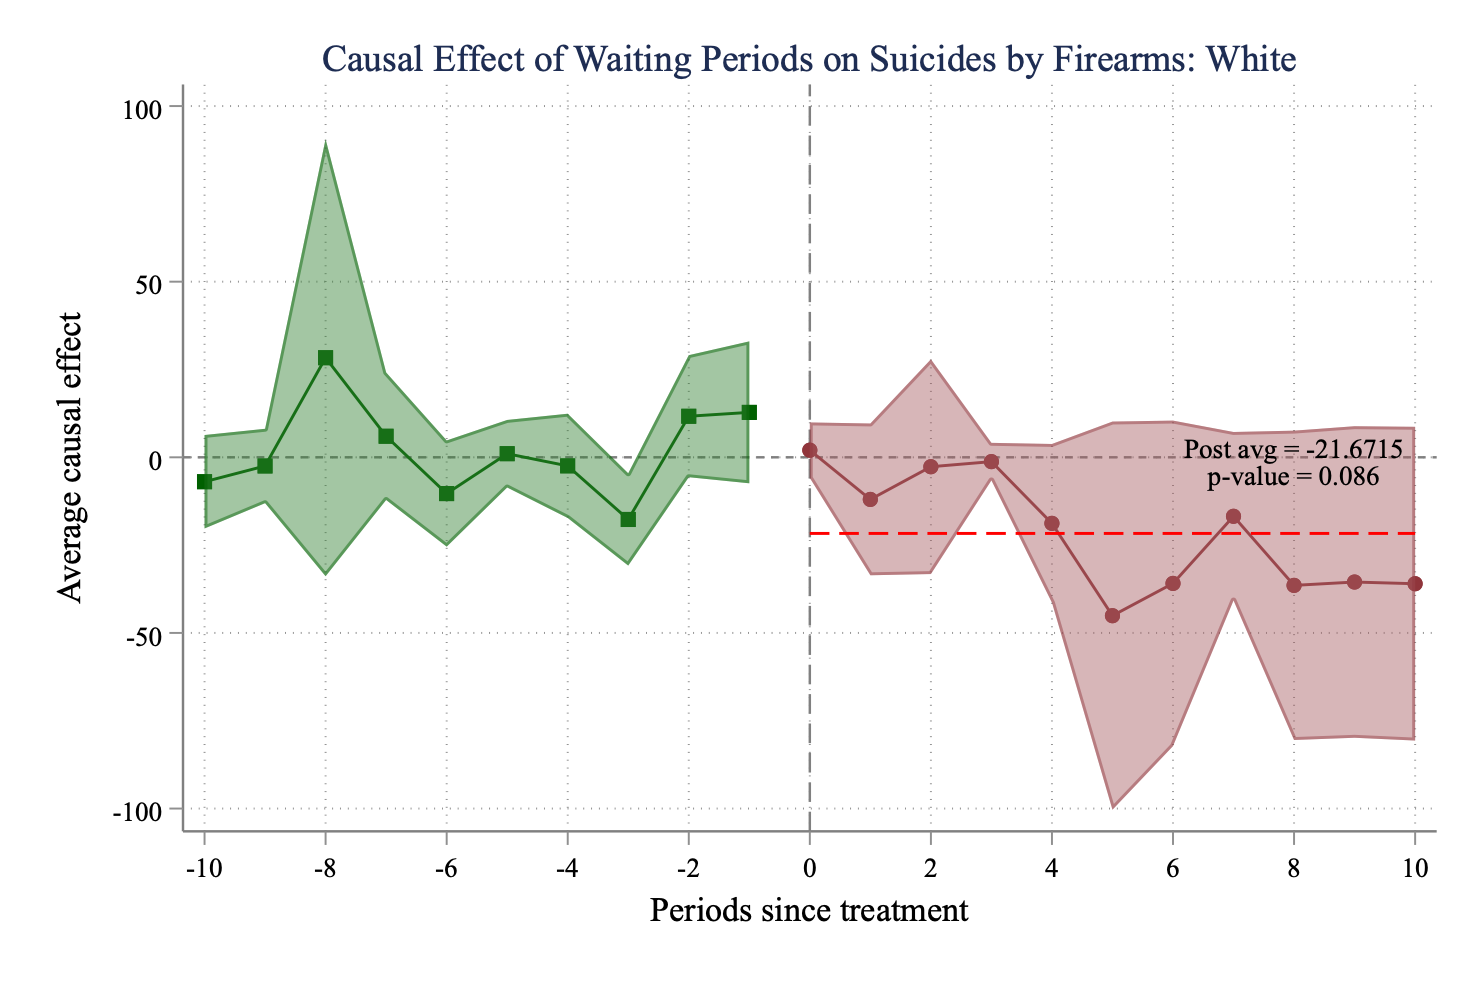 Causal Effect of Waiting Periods on Suicides by Firearms: White
Average causal effect
100
50
0
-50
-100
Post avg = -21.6715
p-value = 0.086
-10 -8 -6 -4 -2 0 2 4 6 8 10
Periods since treatment